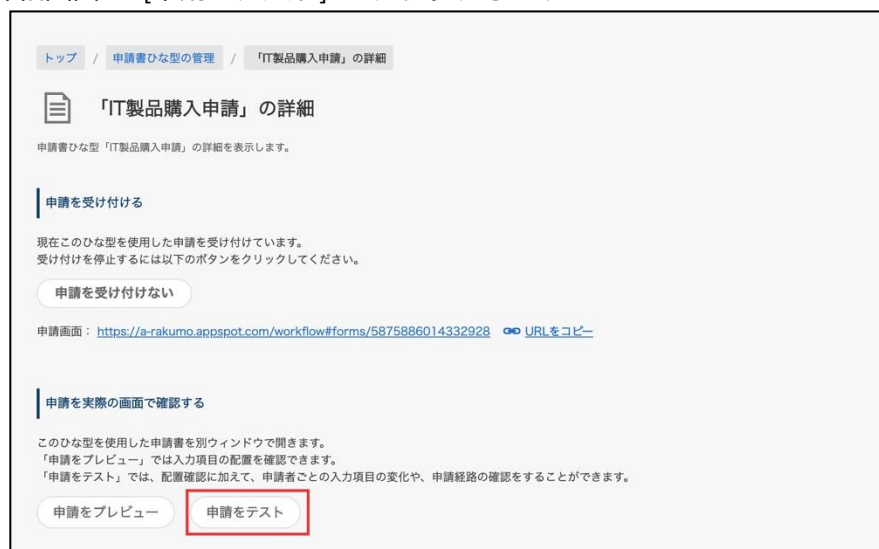 トップ / 申請書ひな型の管理 / 「IT製品購入申請」の詳細
「IT製品購入申請」の詳細
申請書ひな型「IT製品購入申請」の詳細を表示します。
申請を受け付ける
現在このひな型を使用した申請を受け付けています。
受け付けを停止するには以下のボタンをクリックしてください。
申請を受け付けない
申請画面： https://a-rakumo.appspot.com/workflow#forms/5875886014332928 URLをコピー
申請を実際の画面で確認する
このひな型を使用した申請書を別ウィンドウで開きます。
「申請をプレビュー」では入力項目の配置を確認できます。
「申請をテスト」では、配置確認に加えて、申請者ごとの入力項目の変化や、申請経路の確認をすることができます。
申請をプレビュー 申請をテスト